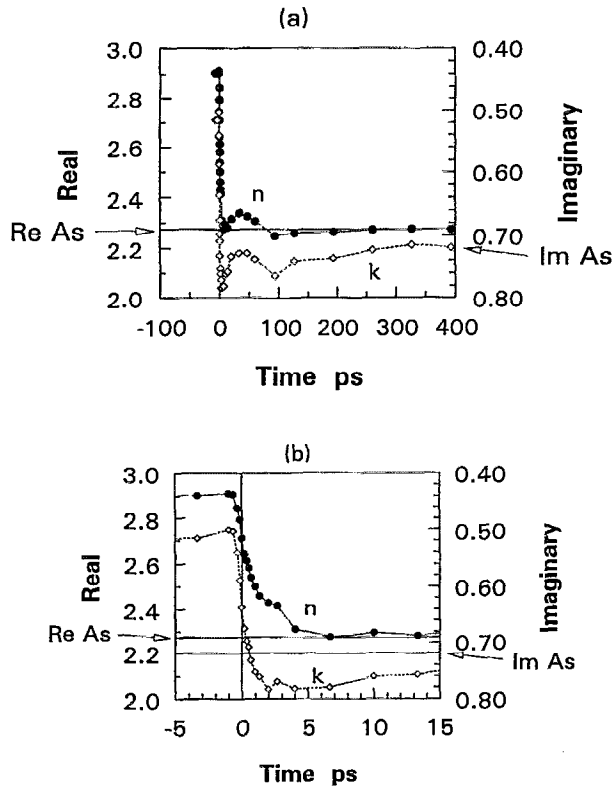 (a)
3.0
2.8
2.6
2.4
2.2
2.0
Real
0.40
0.50
0.60
0.70
0.80
Imaginary
n
k
Re As
Im As
-100 0 100 200 300 400
Time ps
(b)
3.0
2.8
2.6
2.4
2.2
2.0
Real
0.40
0.50
0.60
0.70
0.80
Imaginary
n
k
Re As
Im As
-5 0 5 10 15
Time ps